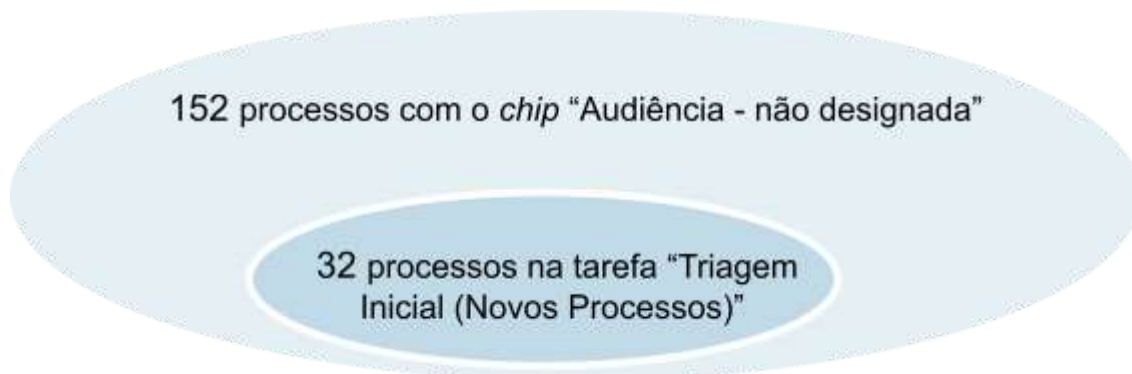 152 processos com o chip “Audiência - não designada”
32 processos na tarefa “Triagem
Inicial (Novos Processos)”